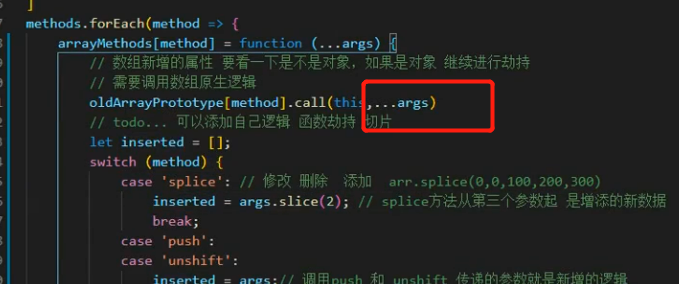 ]
methods.forEach(method => {
arrayMethods[method] = function (...args) {
// 数组新增的属性 要看一下是不是对象，如果是对象 继续进行劫持
// 需要调用数组原生逻辑
oldArrayPrototype[method].call(this,...args)
// todo... 可以添加自己逻辑 函数劫持 切片
let inserted = [];
switch (method) {
case 'splice': // 修改 删除 添加 arr.splice(0,0,100,200,300)
inserted = args.slice(2); // splice方法从第三个参数起 是增添的新数据
break;
case 'push':
case 'unshift':
inserted = args;// 调用push 和 unshift 传递的参数就是新增的逻辑